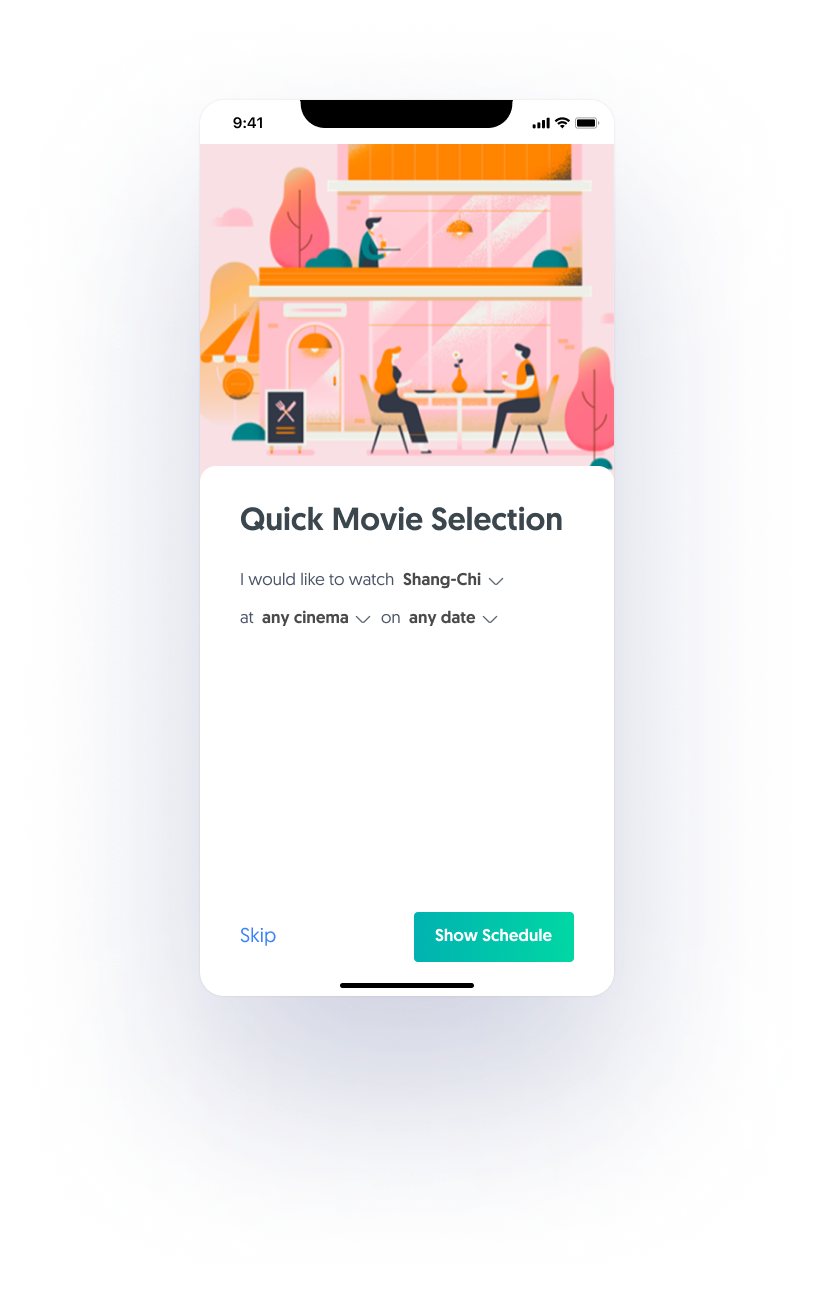 9:41
Quick Movie Selection
I would like to watch Shang-Chi
at any cinema on any date
Skip
Show Schedule